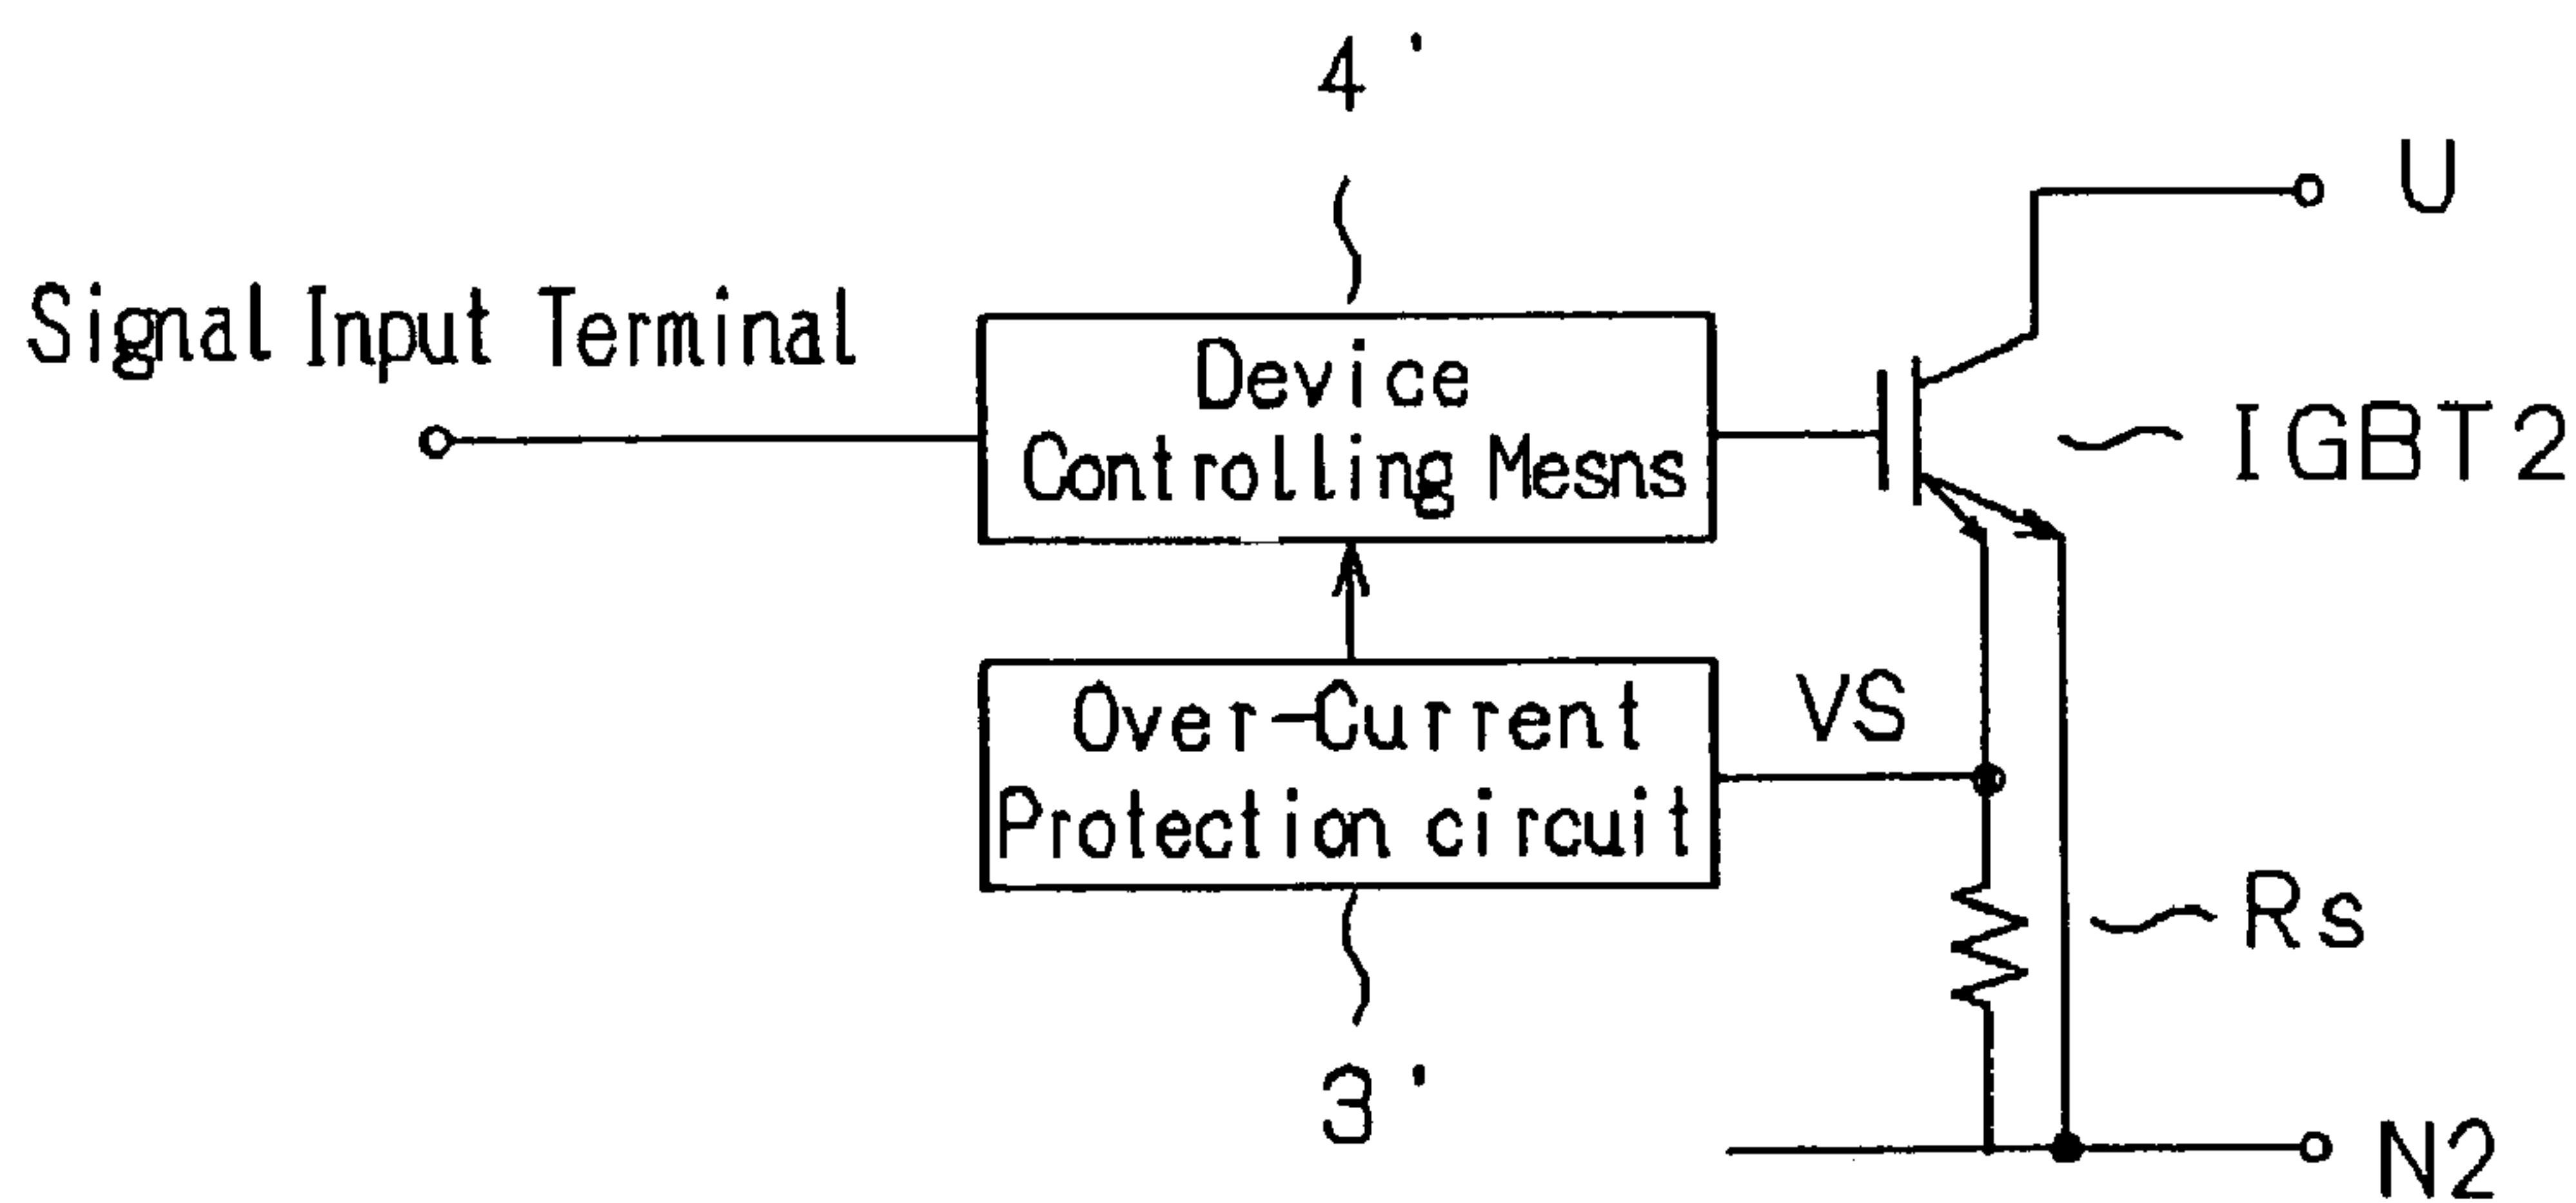 4'
U
Signal Input Terminal
Device
Controlling Mesns
IGBT2
Over-Current
Protection circuit
VS
Rs
3'
N2